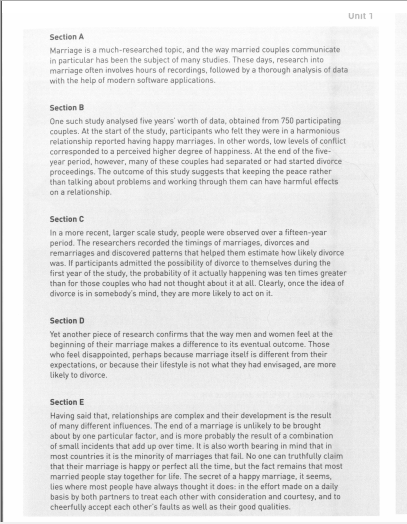 Unit 1
Section A
Marriage is a much-researched topic, and the way married couples communicate
in particular has been the subject of many studies. These days, research into
marriage often involves hours of recordings, followed by a thorough analysis of data
with the help of modern software applications.
Section B
One such study analysed five years' worth of data, obtained from 750 participating
couples. At the start of the study, participants who felt they were in a harmonious
relationship reported having happy marriages. In other words, low levels of conflict
corresponded to a perceived higher degree of happiness. At the end of the five-
year period, however, many of these couples had separated or had started divorce
proceedings. The outcome of this study suggests that keeping the peace rather
than talking about problems and working through them can have harmful effects
on a relationship.
Section C
In a more recent, larger scale study, people were observed over a fifteen-year
period. The researchers recorded the timings of marriages, divorces and
remarriages and discovered patterns that helped them estimate how likely divorce
was. If participants admitted the possibility of divorce to themselves during the
first year of the study, the probability of it actually happening was ten times greater
than for those couples who had not thought about it at all. Clearly, once the idea of
divorce is in somebody's mind, they are more likely to act on it.
Section D
Yet another piece of research confirms that the way men and women feel at the
beginning of their marriage makes a difference to its eventual outcome. Those
who feel disappointed, perhaps because marriage itself is different from their
expectations, or because their lifestyle is not what they had envisaged, are more
likely to divorce.
Section E
Having said that, relationships are complex and their development is the result
of many different influences. The end of a marriage is unlikely to be brought
about by one particular factor, and is more probably the result of a combination
of small incidents that add up over time. It is also worth bearing in mind that in
most countries it is the minority of marriages that fail. No one can truthfully claim
that their marriage is happy or perfect all the time, but the fact remains that most
married people stay together for life. The secret of a happy marriage, it seems,
lies where most people have always thought it does: in the effort made on a daily
basis by both partners to treat each other with consideration and courtesy, and to
cheerfully accept each other's faults as well as their good qualities.